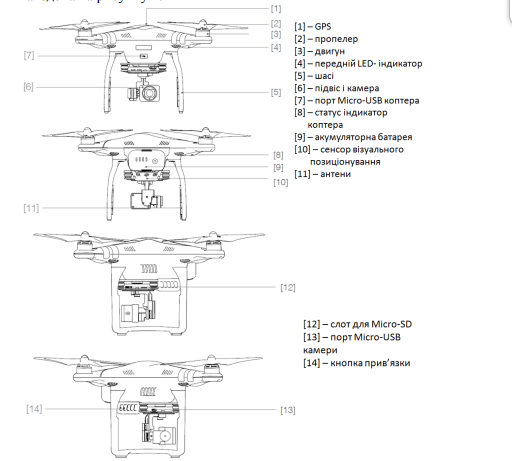 [1]
[2]
[3]
[4]
[7]
[6]
[5]
[1] – GPS
[2] – пропелер
[3] – двигун
[4] – передній LED- індикатор
[5] – шасі
[6] – підвіс і камера
[7] – порт Micro-USB коптера
[8] – статус індикатор
коптера
[9] – акумуляторна батарея
[10] – сенсор візуального
позиціонування
[11] – антени
[8]
[9]
[10]
[11]
[12]
[12] – слот для Micro-SD
[13] – порт Micro-USB
камери
[14] – кнопка прив’язки
[14]
[13]